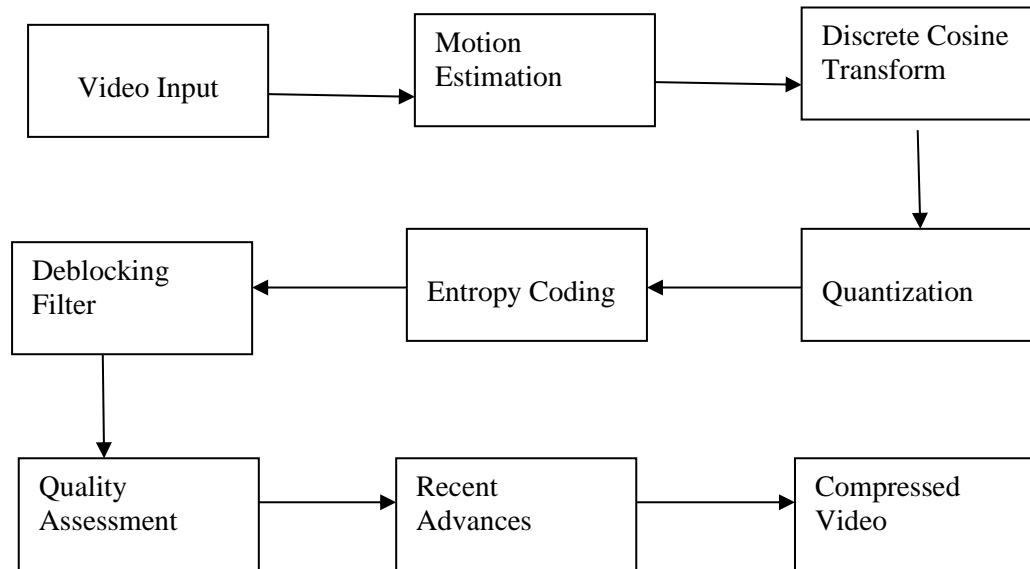 Video Input
Motion
Estimation
Discrete Cosine
Transform
Quantization
Entropy Coding
Deblocking
Filter
Quality
Assessment
Recent
Advances
Compressed
Video